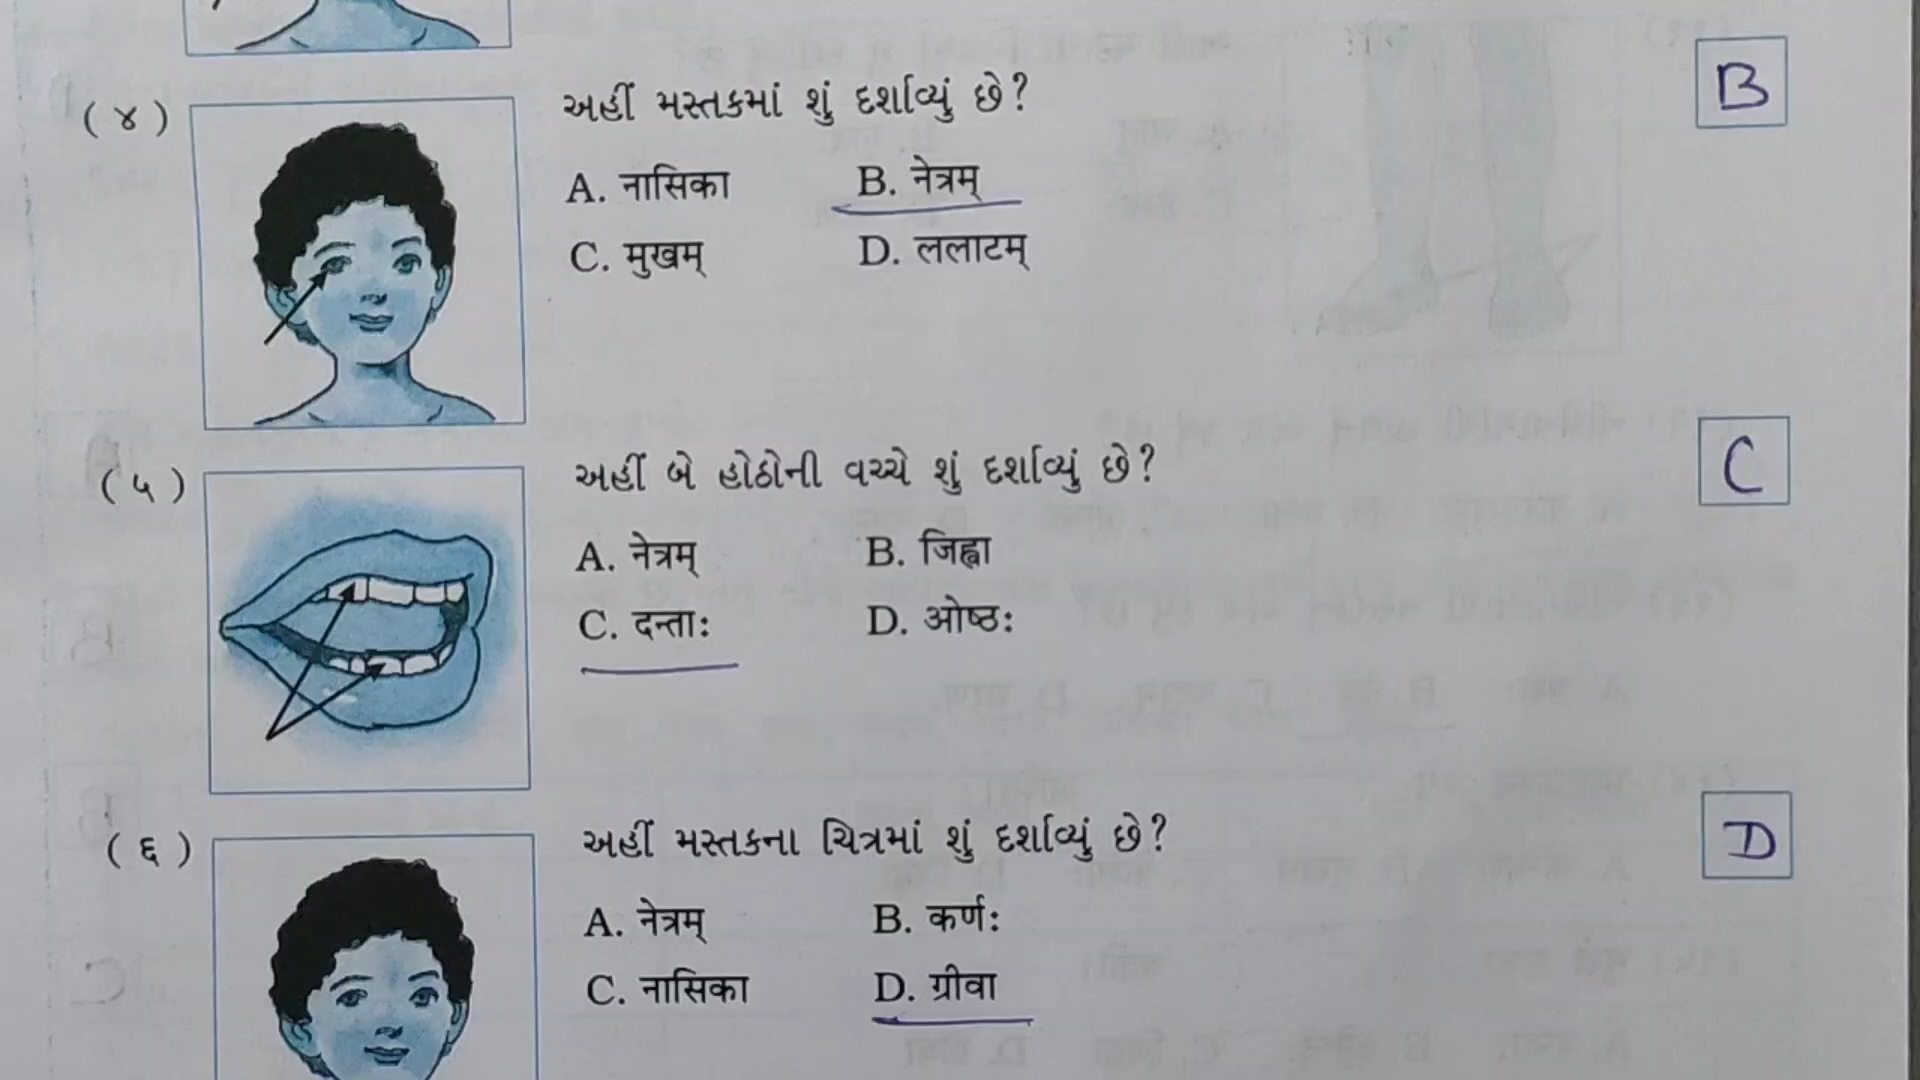 (૪) અહીં મસ્તકમાં શું દર્શાવ્યું છે? B
A. नासिका B. नेत्रम्
C. मुखम् D. ललाटम्
(૫) અહીં બે હોઠોની વચ્ચે શું દર્શાવ્યું છે? C
A. नेत्रम् B. जिह्वा
C. दन्ताः D. ओष्ठः
(૬) અહીં મસ્તકના ચિત્રમાં શું દર્શાવ્યું છે? D
A. नेत्रम् B. कर्णः
C. नासिका D. ग्रीवा